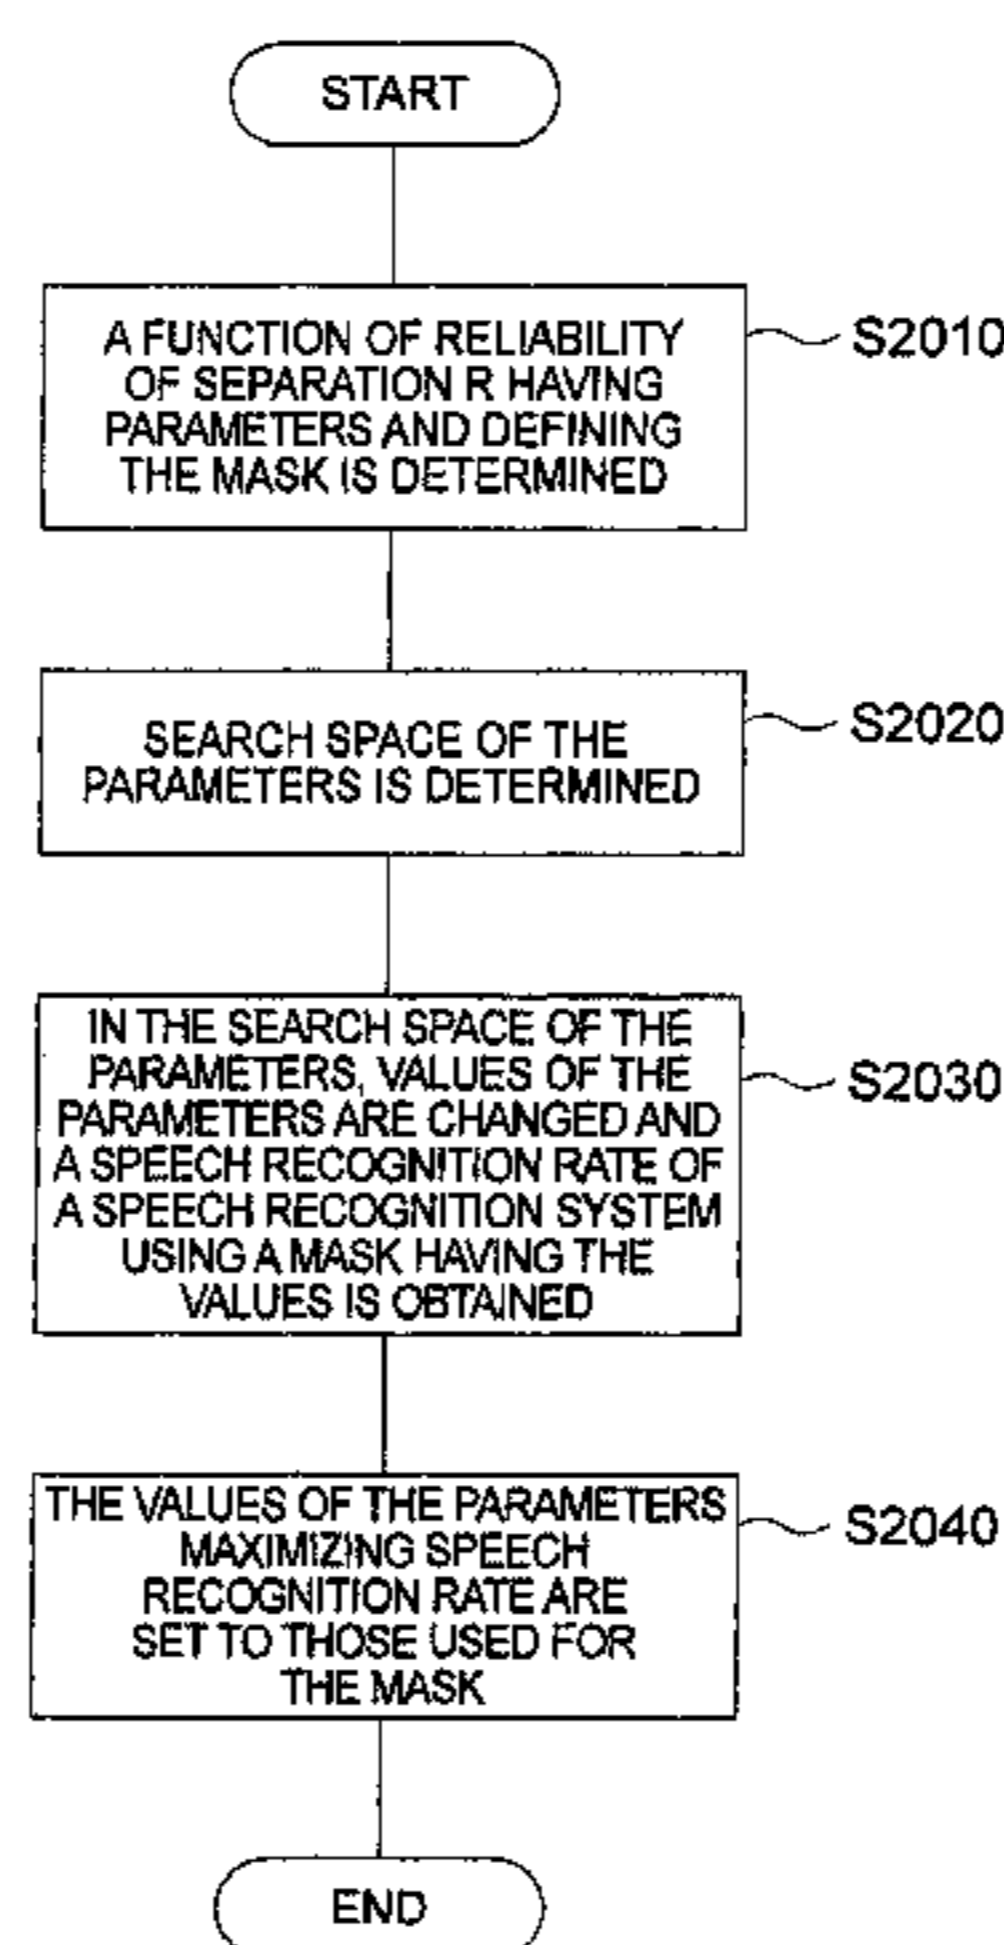 START
A FUNCTION OF RELIABILITY
OF SEPARATION R HAVING
PARAMETERS AND DEFINING
THE MASK IS DETERMINED
S2010
SEARCH SPACE OF THE
PARAMETERS IS DETERMINED
S2020
IN THE SEARCH SPACE OF THE
PARAMETERS, VALUES OF THE
PARAMETERS ARE CHANGED AND
A SPEECH RECOGNITION RATE OF
A SPEECH RECOGNITION SYSTEM
USING A MASK HAVING THE
VALUES IS OBTAINED
S2030
THE VALUES OF THE PARAMETERS
MAXIMIZING SPEECH
RECOGNITION RATE ARE
SET TO THOSE USED FOR
THE MASK
S2040
END